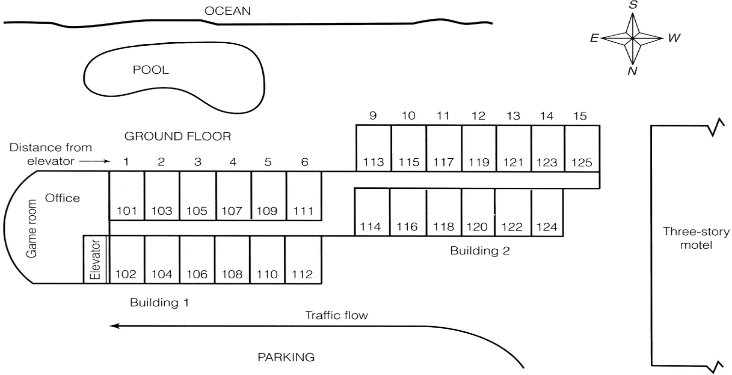 OCEAN
S
E W
N
POOL
GROUND FLOOR
Distance from
elevator
1 2 3 4 5 6
9 10 11 12 13 14 15
113 115 117 119 121 123 125
Office
Game room
101 103 105 107 109 111
114 116 118 120 122 124
Elevator
102 104 106 108 110 112
Building 2
Building 1
Three-story
motel
Traffic flow
PARKING